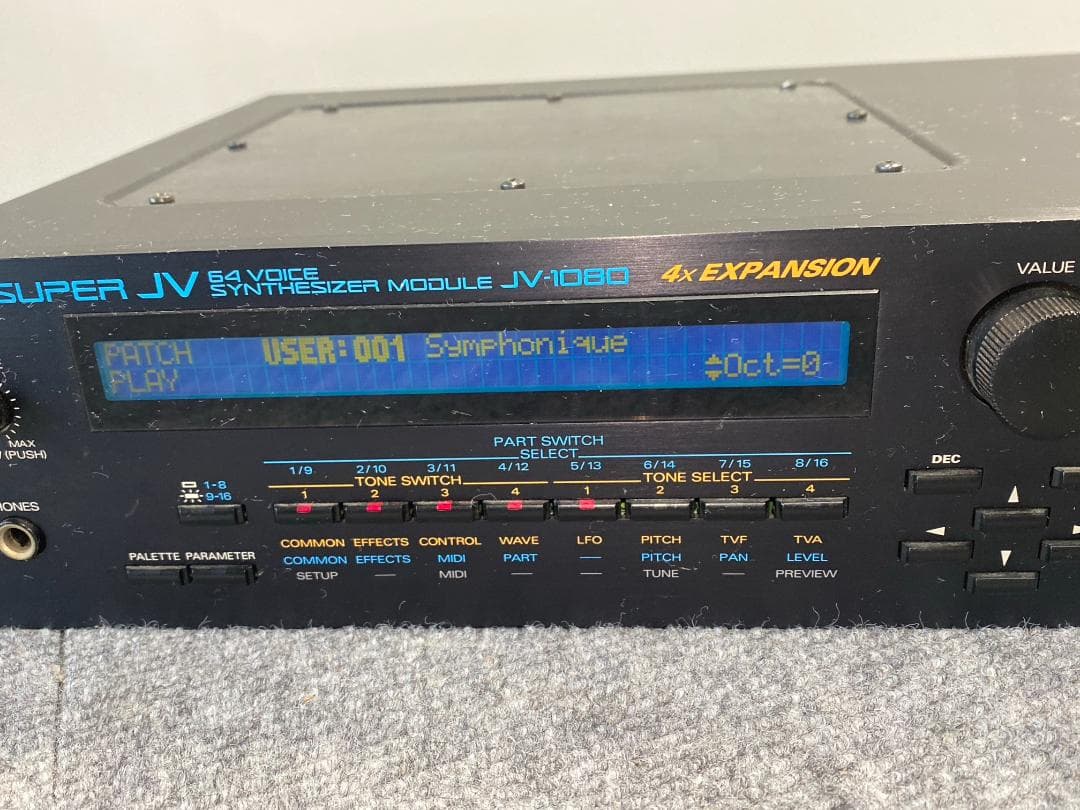 SUPER JV 64 VOICE SYNTHESIZER MODULE JV-1080 4x EXPANSION
VALUE
PATCH USER:001 Symphonique
PLAY Oct=0
MAX
(PUSH)
PART SWITCH
SELECT
1/9 2/10 3/11 4/12 5/13 6/14 7/15 8/16
TONE SWITCH TONE SELECT
1 2 3 4 1 2 3 4
1-8
9-16
DEC
COMMON EFFECTS CONTROL WAVE LFO PITCH TVF TVA
PALETTE PARAMETER
COMMON EFFECTS MIDI PART — PITCH PAN LEVEL
SETUP — MIDI — — TUNE — PREVIEW